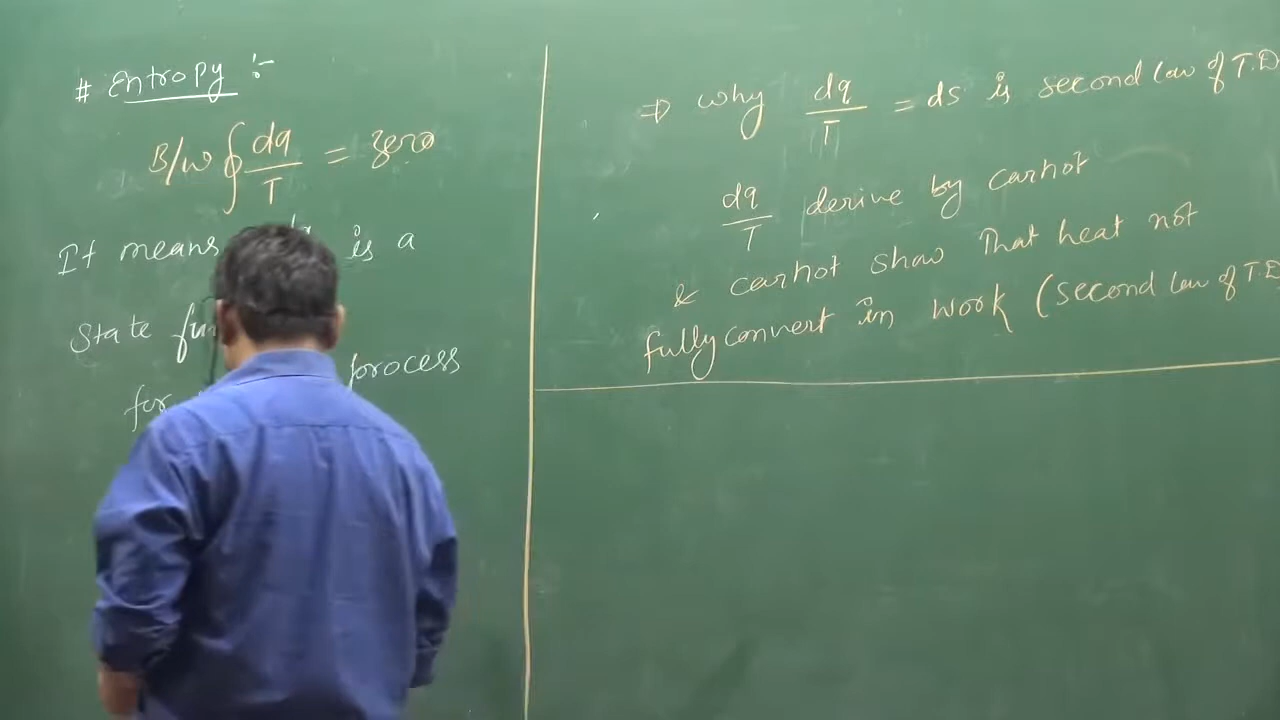 # Entropy :-
B/w ∮ dq/T = zero
It means is a
State fun
for process
⇒ why dq/T = ds is second law of T.D
dq/T derive by carnot
& carnot show That heat not
fully convert in work (second law of T.D